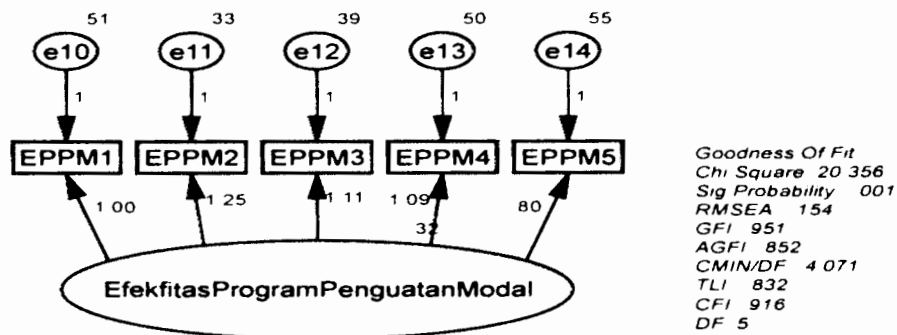 51 33 39 50 55
e10 e11 e12 e13 e14
1 1 1 1 1
EPPM1 EPPM2 EPPM3 EPPM4 EPPM5
1 00 1 25 1 11 1 09 80
32
EfekfitasProgramPenguatanModal
Goodness Of Fit
Chi Square 20 356
Sig Probability 001
RMSEA 154
GFI 951
AGFI 852
CMIN/DF 4 071
TLI 832
CFI 916
DF 5